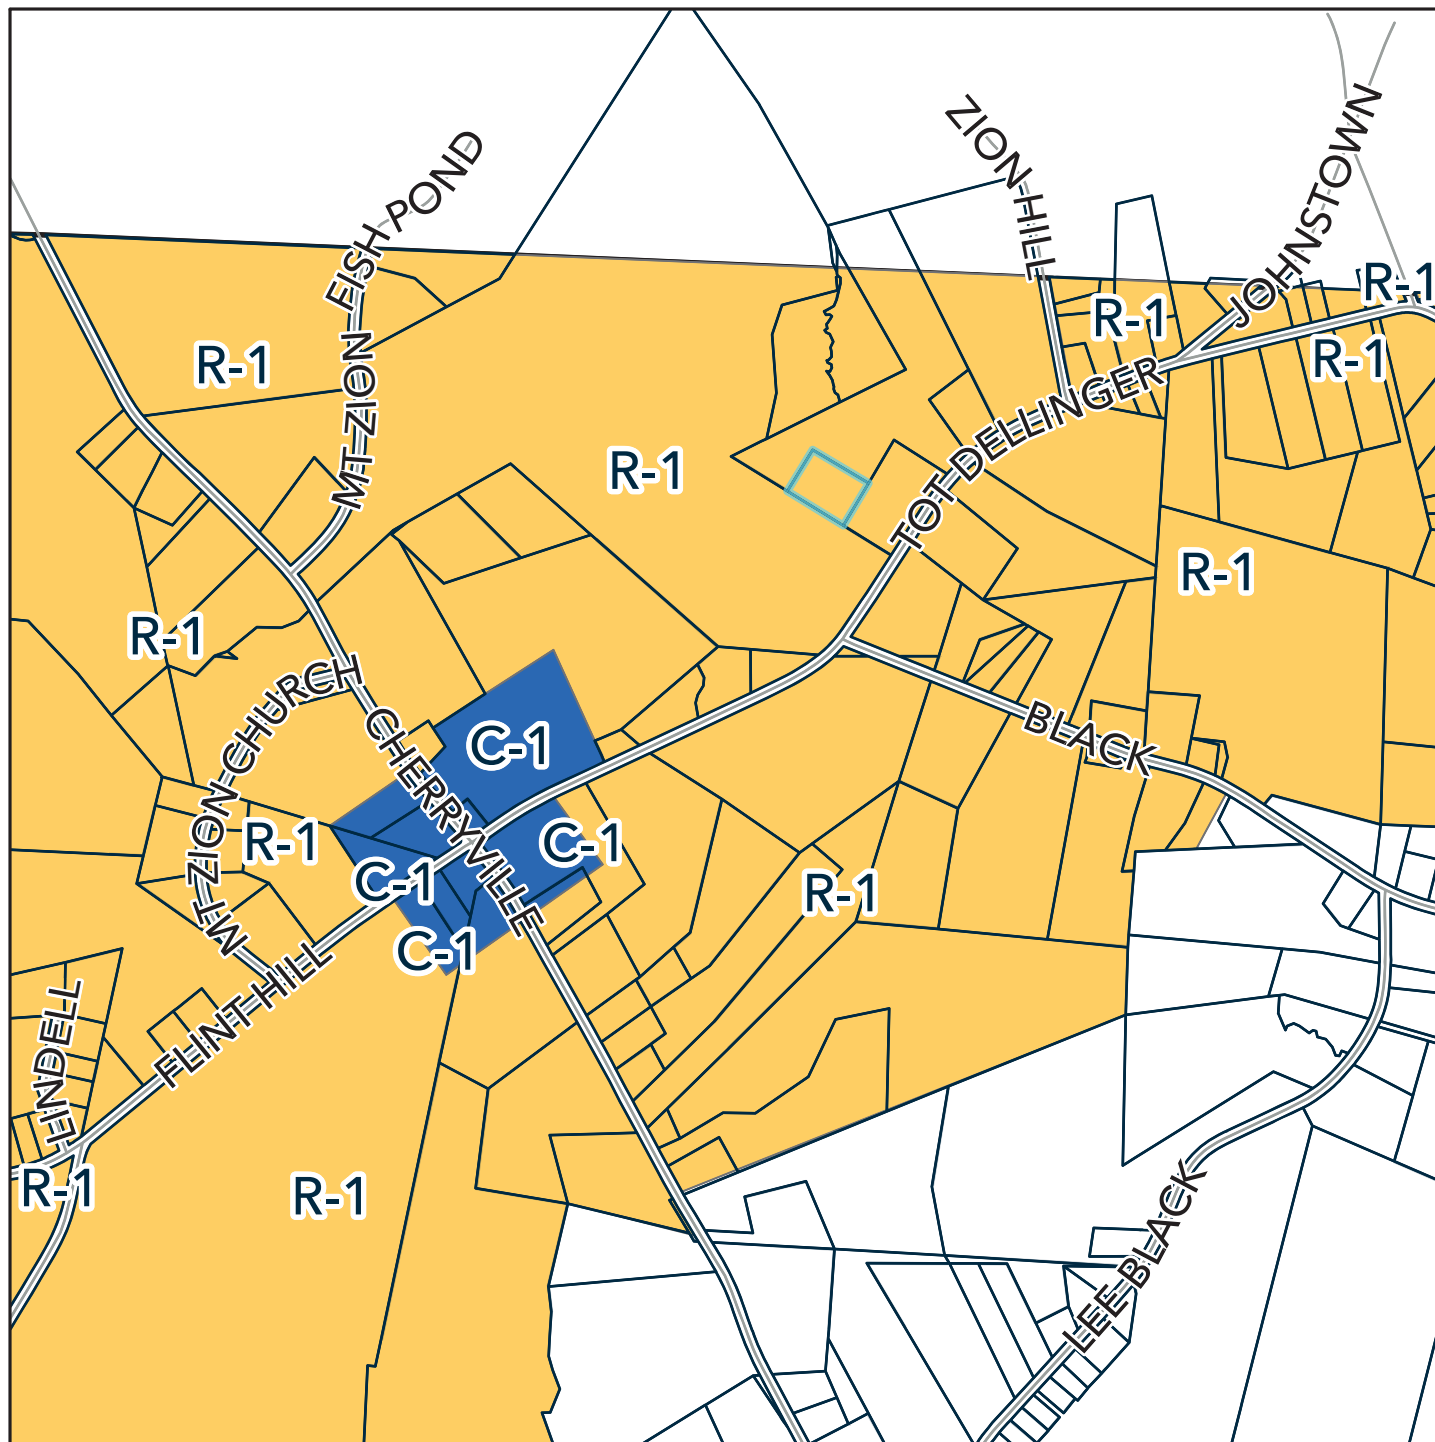 FISH POND
ZION HILL
JOHNSTOWN
R-1
R-1
R-1
R-1
MT ZION
TOT DELLINGER
R-1
R-1
R-1
MT ZION CHURCH
CHERRYVILLE
BLACK
C-1
R-1
C-1
C-1
R-1
C-1
FLINT HILL
LINDELL
R-1
R-1
LEE BLACK